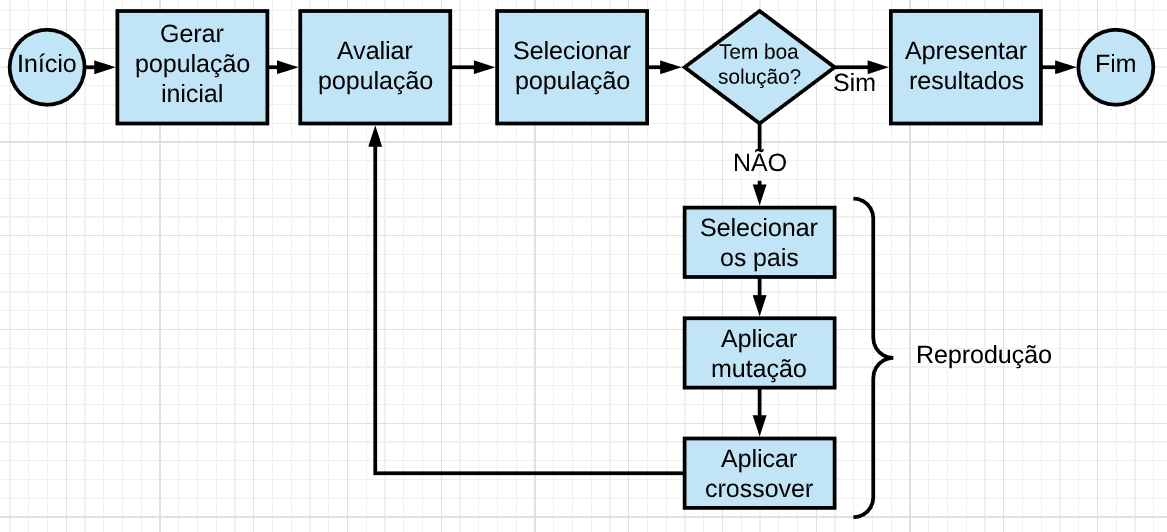 Início
Gerar
população
inicial
Avaliar
população
Selecionar
população
Tem boa
solução?
Sim
Apresentar
resultados
Fim
NÃO
Selecionar
os pais
Aplicar
mutação
Reprodução
Aplicar
crossover